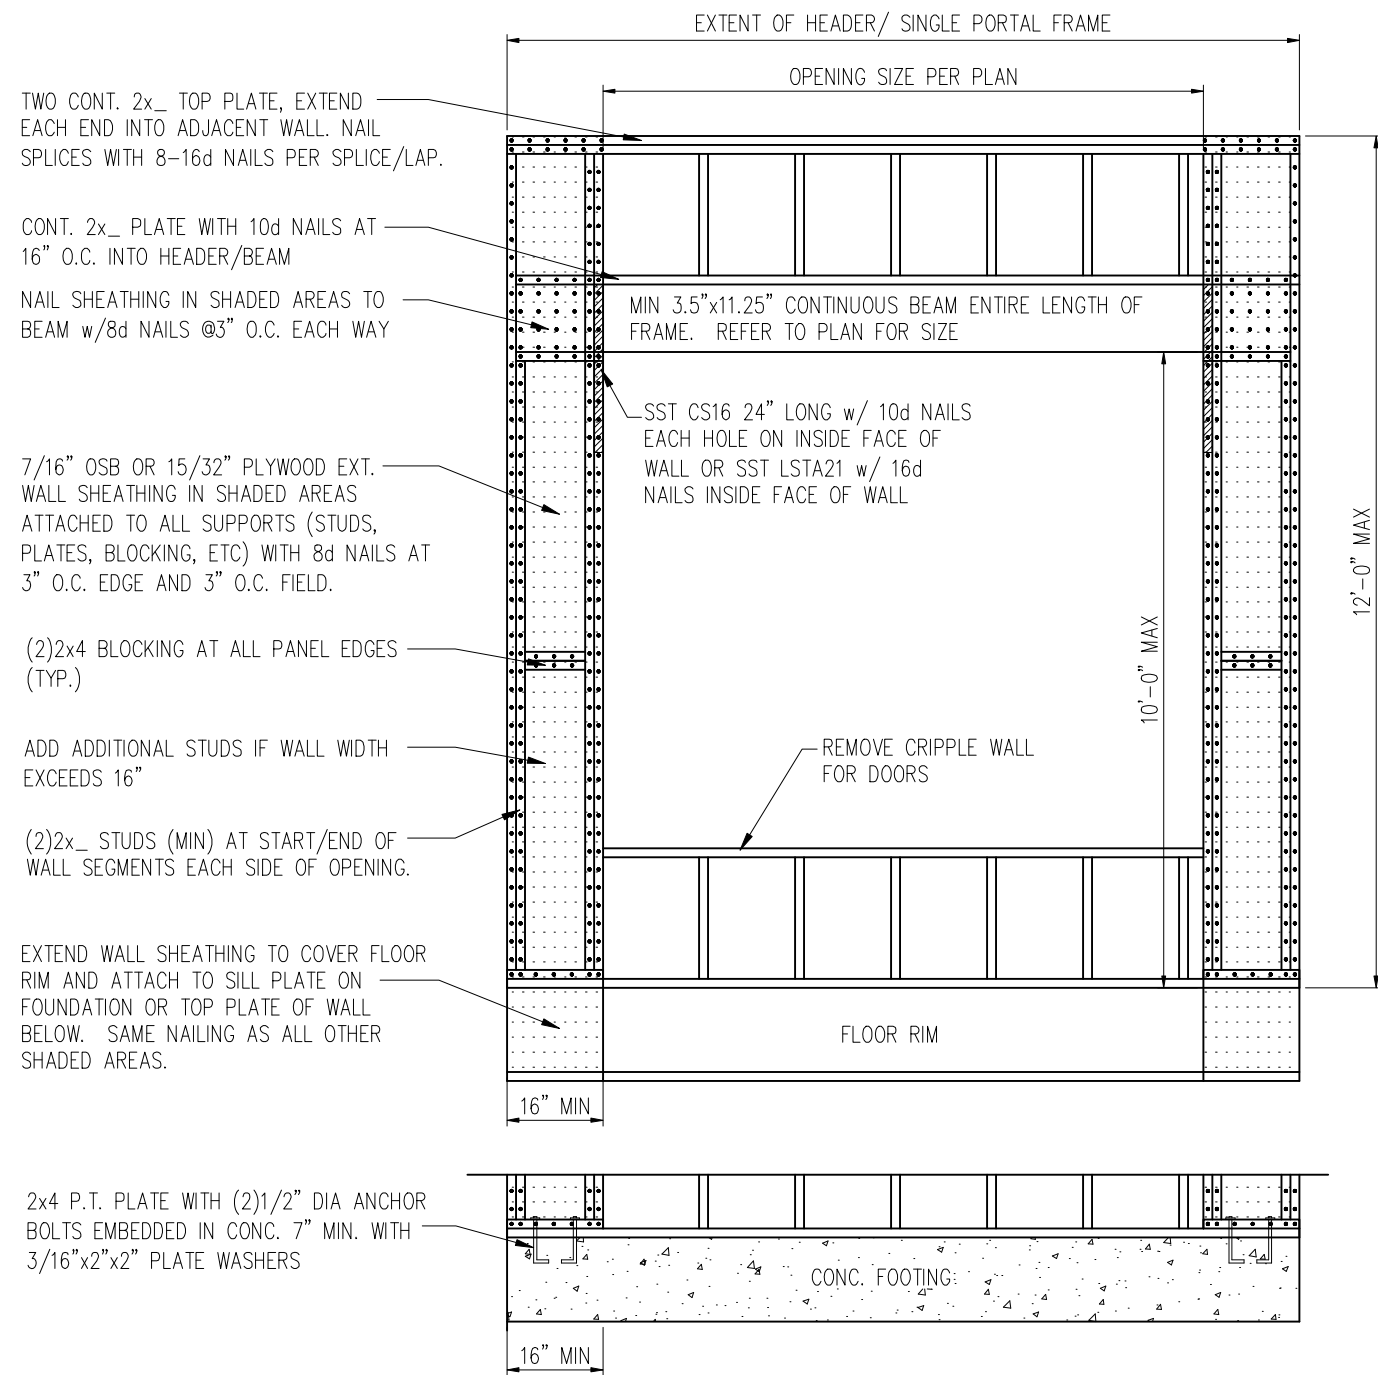 EXTENT OF HEADER/ SINGLE PORTAL FRAME
OPENING SIZE PER PLAN
TWO CONT. 2x_ TOP PLATE, EXTEND
EACH END INTO ADJACENT WALL. NAIL
SPLICES WITH 8-16d NAILS PER SPLICE/LAP.
CONT. 2x_ PLATE WITH 10d NAILS AT
16" O.C. INTO HEADER/BEAM
NAIL SHEATHING IN SHADED AREAS TO
BEAM w/8d NAILS @3" O.C. EACH WAY
MIN 3.5"x11.25" CONTINUOUS BEAM ENTIRE LENGTH OF
FRAME. REFER TO PLAN FOR SIZE
SST CS16 24" LONG w/ 10d NAILS
EACH HOLE ON INSIDE FACE OF
WALL OR SST LSTA21 w/ 16d
NAILS INSIDE FACE OF WALL
7/16" OSB OR 15/32" PLYWOOD EXT.
WALL SHEATHING IN SHADED AREAS
ATTACHED TO ALL SUPPORTS (STUDS,
PLATES, BLOCKING, ETC) WITH 8d NAILS AT
3" O.C. EDGE AND 3" O.C. FIELD.
12'-0" MAX
10'-0" MAX
(2)2x4 BLOCKING AT ALL PANEL EDGES
(TYP.)
ADD ADDITIONAL STUDS IF WALL WIDTH
EXCEEDS 16"
REMOVE CRIPPLE WALL
FOR DOORS
(2)2x_ STUDS (MIN) AT START/END OF
WALL SEGMENTS EACH SIDE OF OPENING.
EXTEND WALL SHEATHING TO COVER FLOOR
RIM AND ATTACH TO SILL PLATE ON
FOUNDATION OR TOP PLATE OF WALL
BELOW. SAME NAILING AS ALL OTHER
SHADED AREAS.
FLOOR RIM
16" MIN
2x4 P.T. PLATE WITH (2)1/2" DIA ANCHOR
BOLTS EMBEDDED IN CONC. 7" MIN. WITH
3/16"x2"x2" PLATE WASHERS
CONC. FOOTING
16" MIN